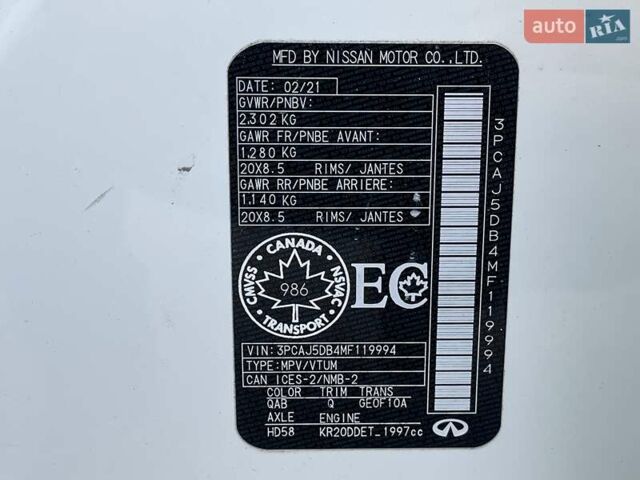 auto RIA
.com
MFD BY NISSAN MOTOR CO.,LTD.
DATE: 02/21
GVWR/PNBV:
2,302 KG
GAWR FR/PNBE AVANT:
1,280 KG
20X8.5 RIMS/ JANTES
GAWR RR/PNBE ARRIERE:
1,140 KG
20X8.5 RIMS/ JANTES
3PCAJ5DB4MF119994
CANADA
CMVSS
NSVAC
986
TRANSPORT
EC
VIN: 3PCAJ5DB4MF119994
TYPE: MPV/VTUM
CAN ICES-2/NMB-2
COLOR TRIM TRANS
QAB Q GE0F10A
AXLE ENGINE
HD58 KR20DDET_1997cc